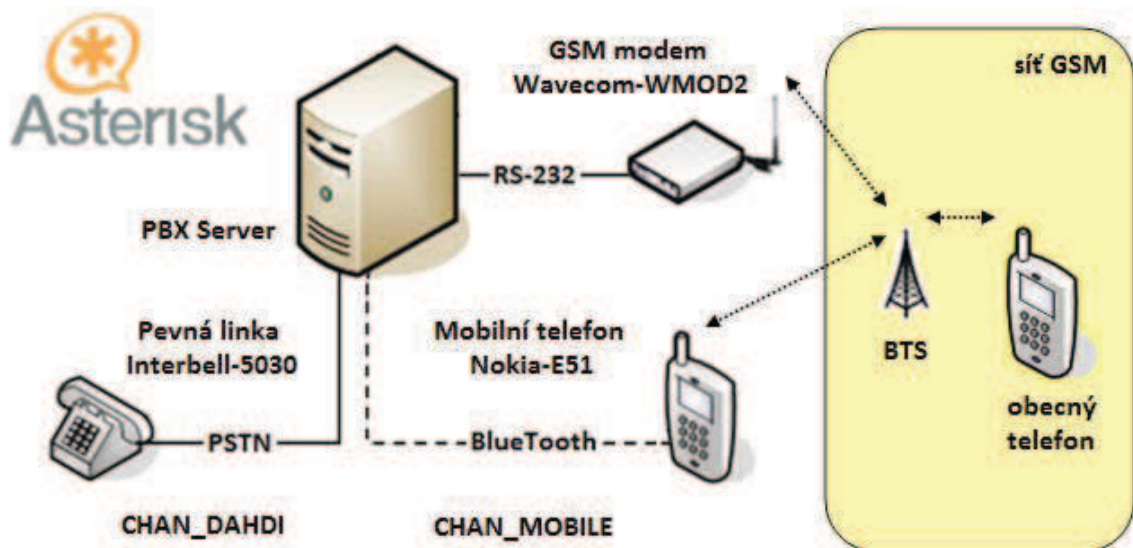 Asterisk
GSM modem
Wavecom-WMOD2
síť GSM
RS-232
PBX Server
Pevná linka
Interbell-5030
Mobilní telefon
Nokia-E51
BTS
obecný
telefon
PSTN
BlueTooth
CHAN_DAHDI
CHAN_MOBILE